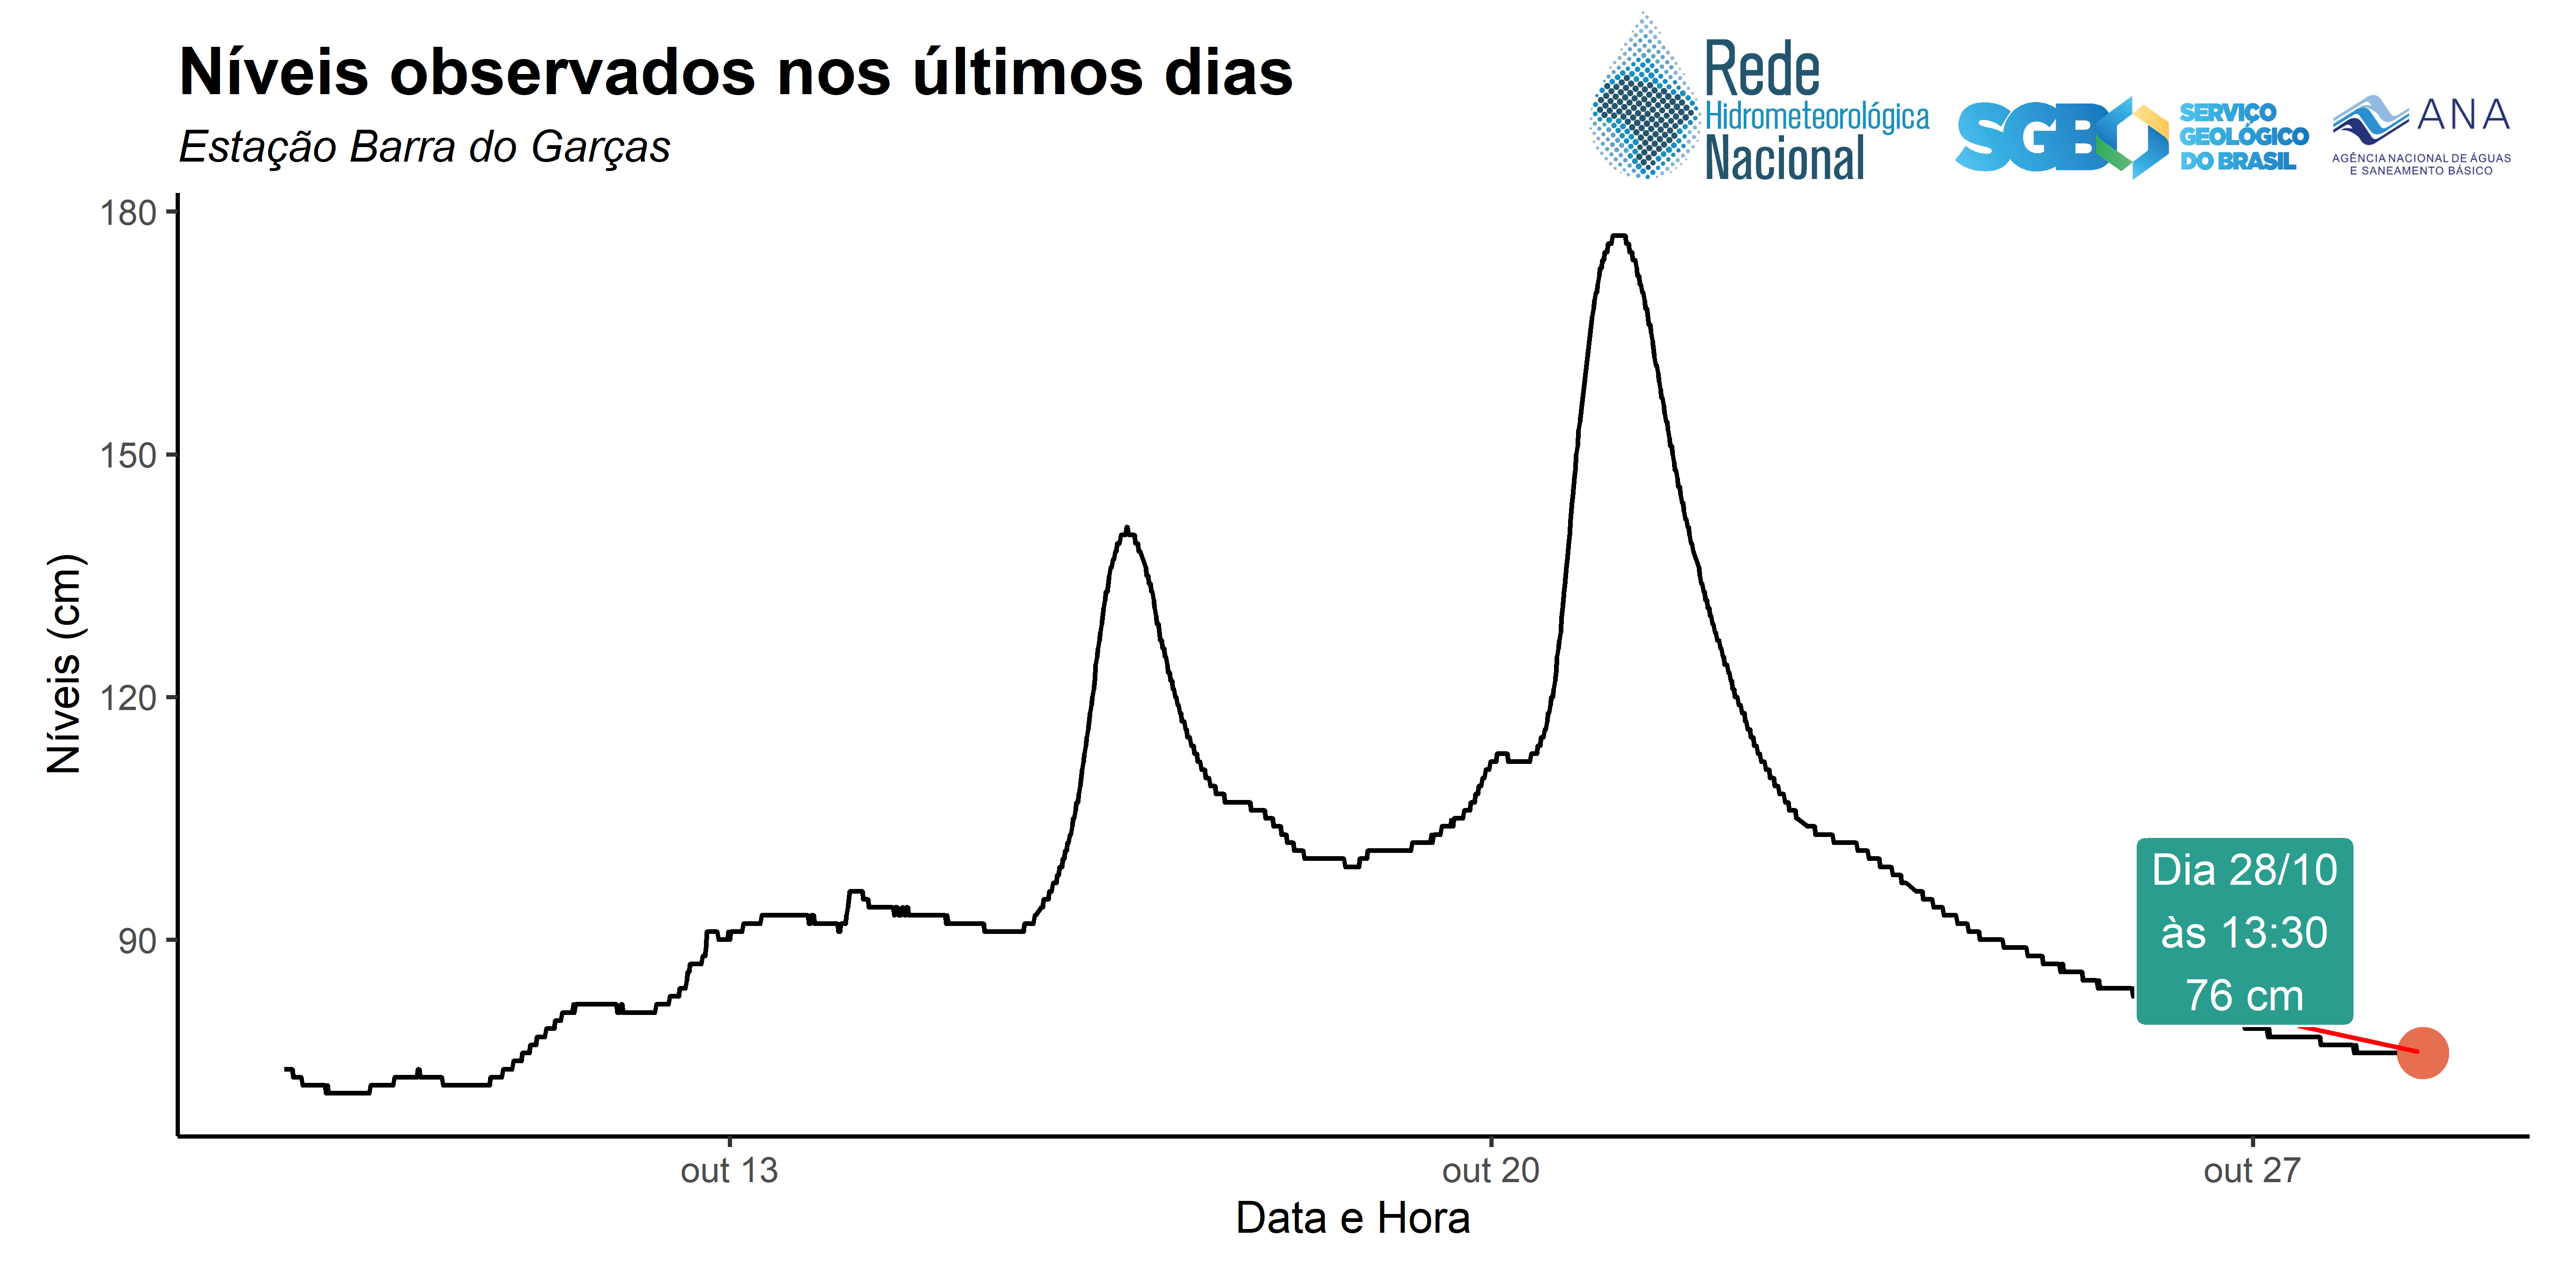 Níveis observados nos últimos dias
Estação Barra do Garças
Rede
Hidrometeorológica
Nacional
SGB
SERVIÇO
GEOLÓGICO
DO BRASIL
ANA
AGÊNCIA NACIONAL DE ÁGUAS
E SANEAMENTO BÁSICO
Níveis (cm)
180
150
120
90
Dia 28/10
às 13:30
76 cm
out 13
out 20
out 27
Data e Hora